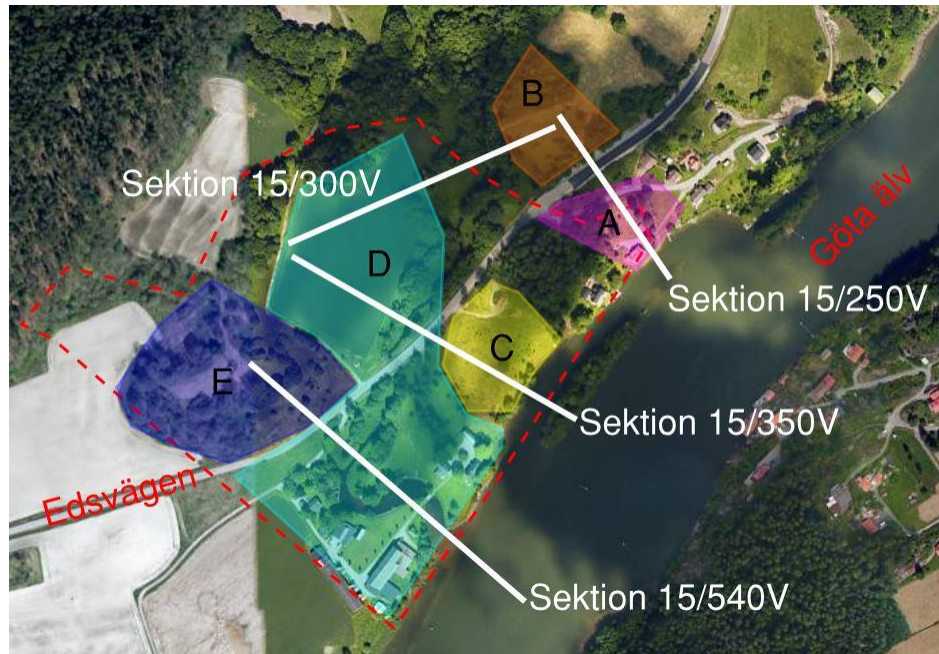 B
Sektion 15/300V
Göta älv
A
D
Sektion 15/250V
C
E
Sektion 15/350V
Edsvägen
Sektion 15/540V